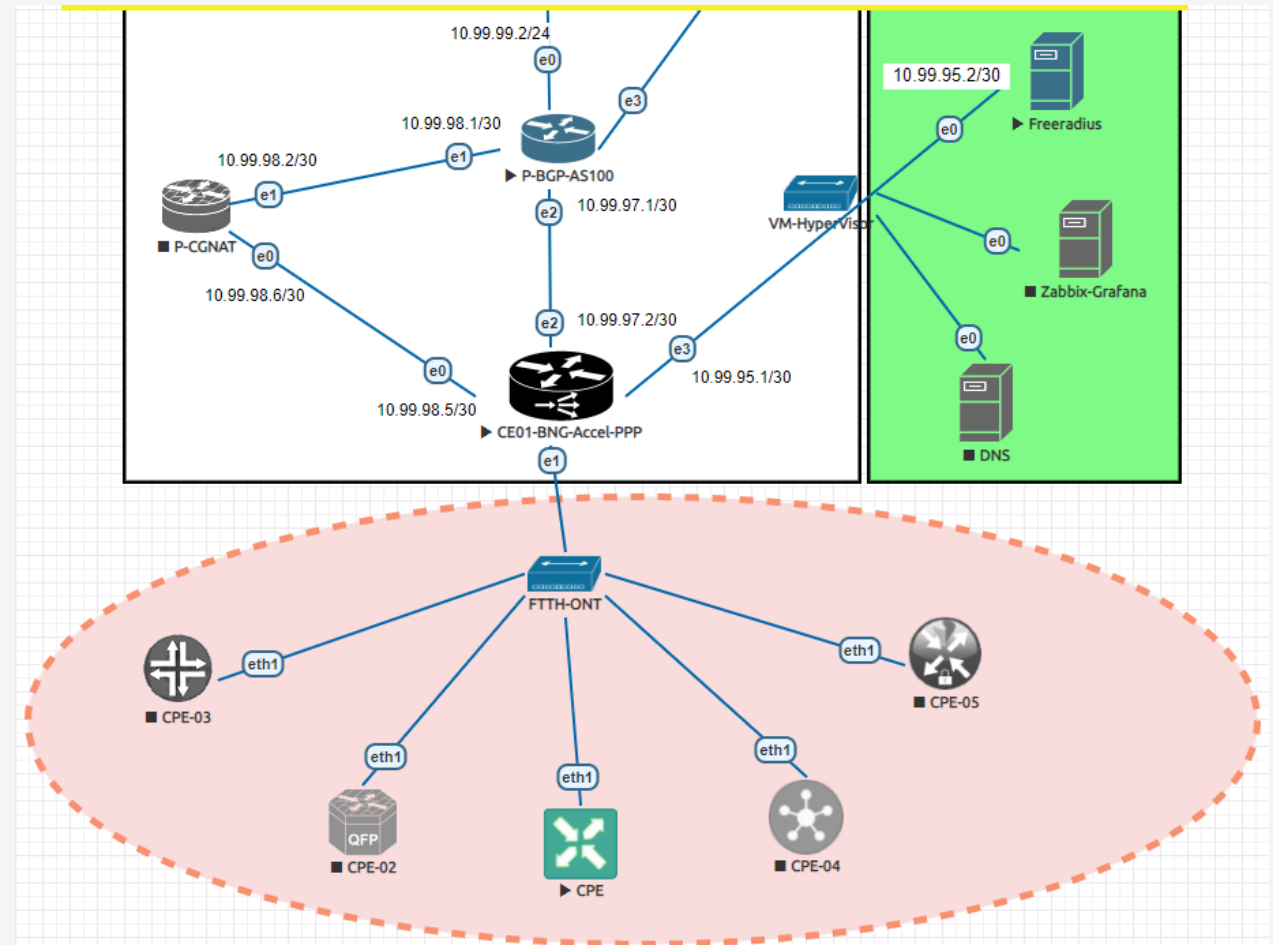 10.99.99.2/24
e0
10.99.95.2/30
e3
e0
▶ Freeradius
10.99.98.1/30
e1
▶ P-BGP-AS100
10.99.98.2/30
e1
■ P-CGNAT
e2
10.99.97.1/30
VM-HyperVisor
e0
■ Zabbix-Grafana
e0
10.99.98.6/30
e2
10.99.97.2/30
e3
10.99.95.1/30
e0
e0
10.99.98.5/30
▶ CE01-BNG-Accel-PPP
■ DNS
e1
FTTH-ONT
eth1
■ CPE-03
eth1
■ CPE-05
eth1
QFP
■ CPE-02
eth1
▶ CPE
eth1
■ CPE-04